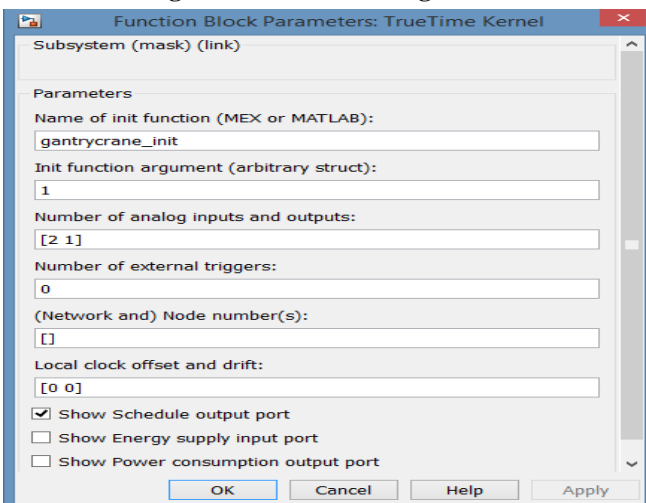 Function Block Parameters: TrueTime Kernel
Subsystem (mask) (link)
Parameters
Name of init function (MEX or MATLAB):
gantrycrane_init
Init function argument (arbitrary struct):
1
Number of analog inputs and outputs:
[2 1]
Number of external triggers:
0
(Network and) Node number(s):
[]
Local clock offset and drift:
[0 0]
Show Schedule output port
Show Energy supply input port
Show Power consumption output port
OK Cancel Help Apply